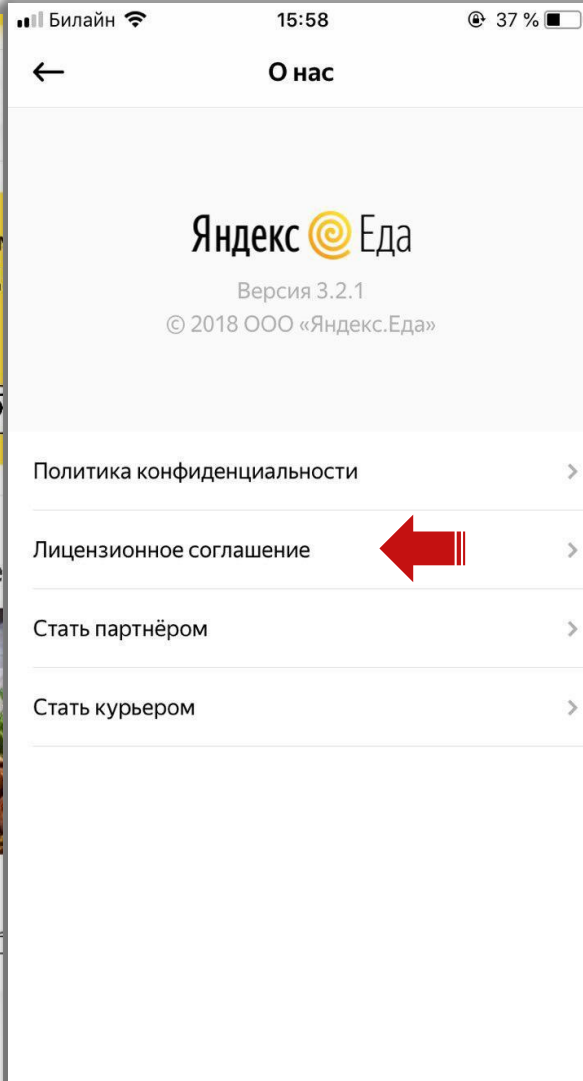 Билайн 15:58 37 %
О нас
Яндекс Еда
Версия 3.2.1
© 2018 ООО «Яндекс.Еда»
Политика конфиденциальности
Лицензионное соглашение
Стать партнёром
Стать курьером